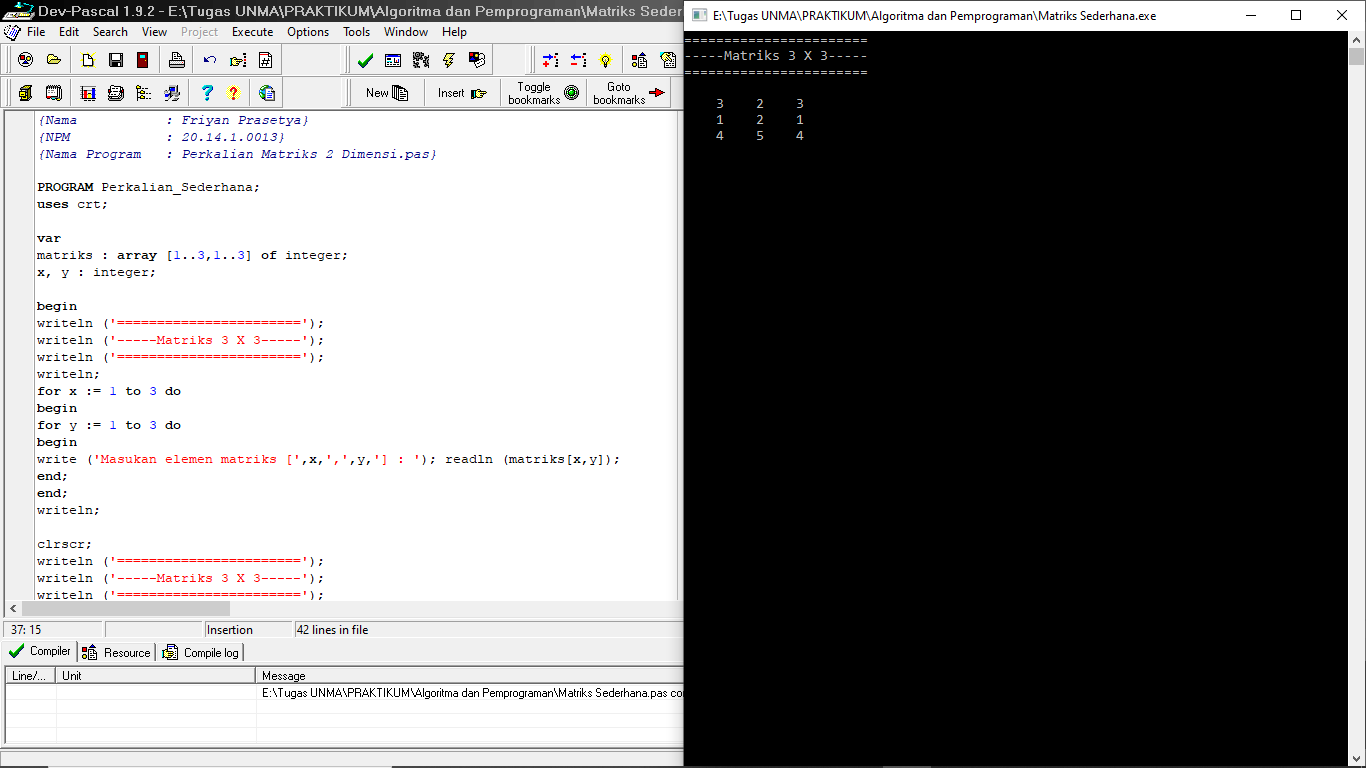 Dev-Pascal 1.9.2 - E:\Tugas UNMA\PRAKTIKUM\Algoritma dan Pemprograman\Matriks Seder
File Edit Search View Project Execute Options Tools Window Help
New Insert Toggle bookmarks Goto bookmarks
{Nama           : Friyan Prasetya}
{NPM            : 20.14.1.0013}
{Nama Program   : Perkalian Matriks 2 Dimensi.pas}
PROGRAM Perkalian_Sederhana;
uses crt;
var
matriks : array [1..3,1..3] of integer;
x, y : integer;
begin
writeln ('=======================');
writeln ('-----Matriks 3 X 3-----');
writeln ('=======================');
writeln;
for x := 1 to 3 do
begin
for y := 1 to 3 do
begin
write ('Masukan elemen matriks [',x,',',y,'] : '); readln (matriks[x,y]);
end;
end;
writeln;
clrscr;
writeln ('=======================');
writeln ('-----Matriks 3 X 3-----');
writeln ('=======================');
37: 15 Insertion 42 lines in file
Compiler Resource Compile log
Line/... Unit Message
E:\Tugas UNMA\PRAKTIKUM\Algoritma dan Pemprograman\Matriks Sederhana.pas co
E:\Tugas UNMA\PRAKTIKUM\Algoritma dan Pemprograman\Matriks Sederhana.exe
=======================
-----Matriks 3 X 3-----
=======================
3 2 3
1 2 1
4 5 4